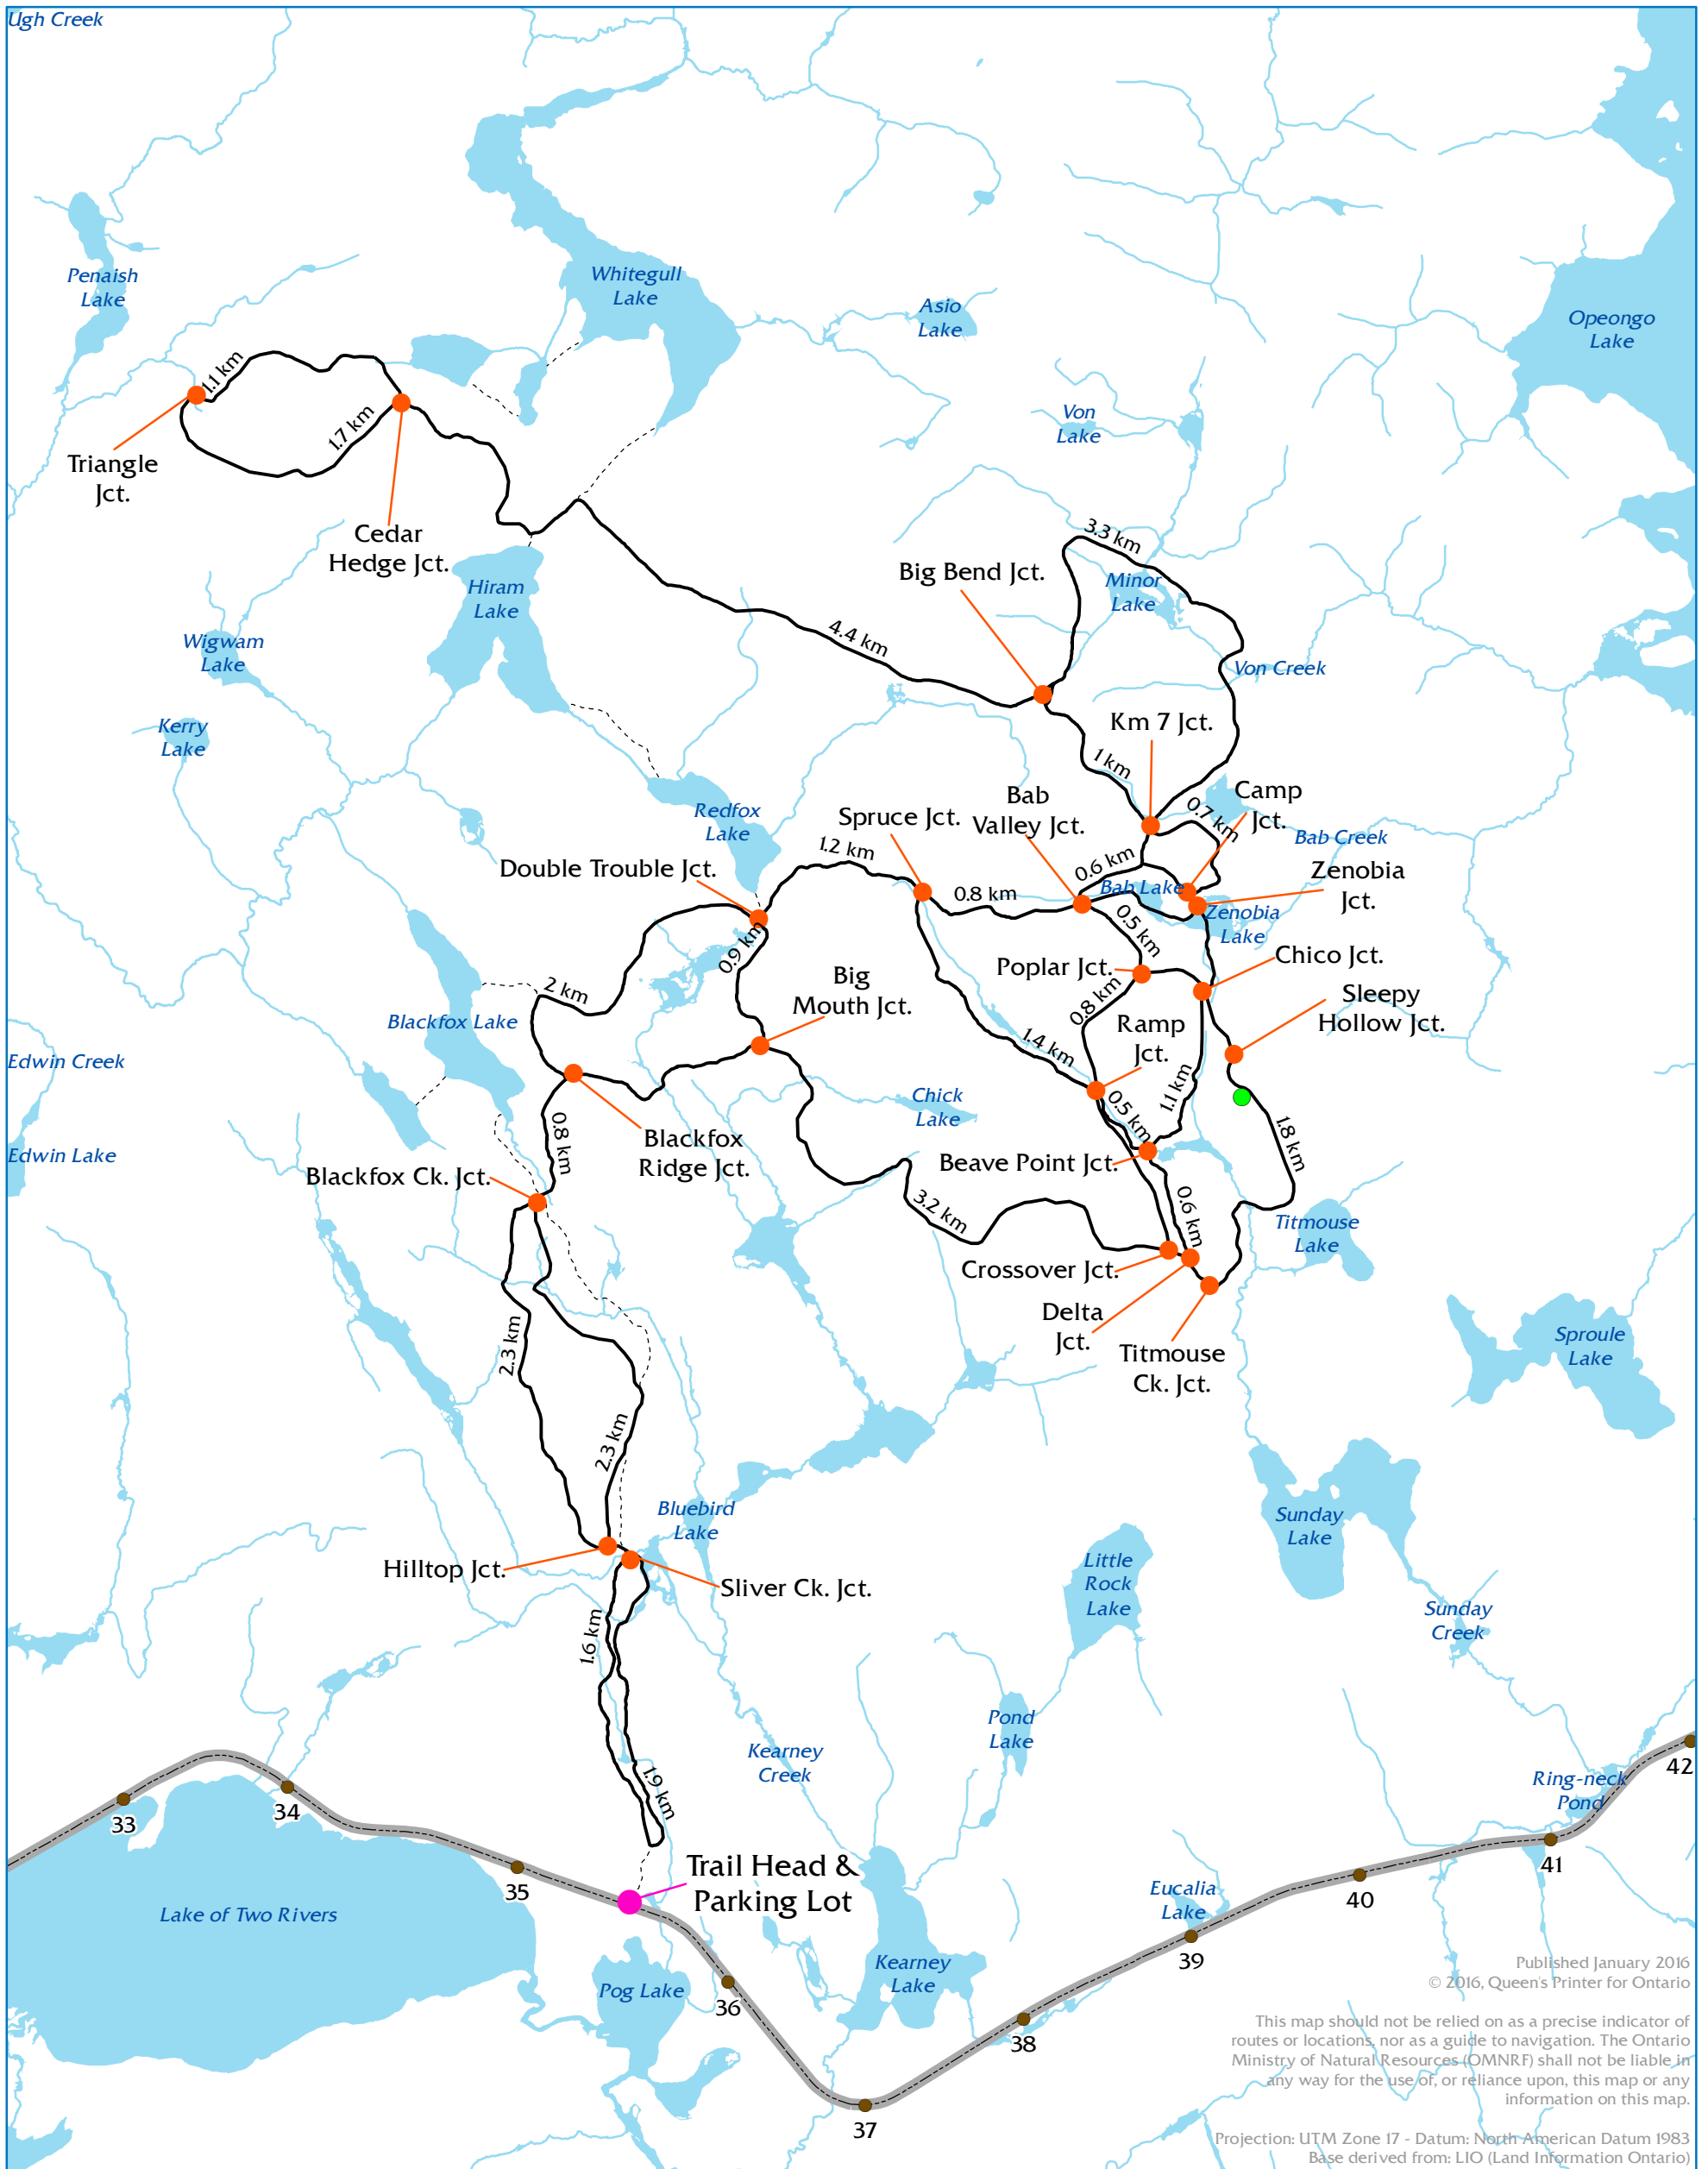 Ugh Creek
Penaish
Lake
Whitegull
Lake
Asio
Lake
Opeongo
Lake
1.1 km
1.7 km
Von
Lake
Triangle
Jct.
Cedar
Hedge Jct.
3.3 km
Big Bend Jct.
Minor
Lake
Hiram
Lake
4.4 km
Wigwam
Lake
Von Creek
Kerry
Lake
Km 7 Jct.
1 km
Bab
Valley Jct.
Camp
Jct.
0.7 km
Redfox
Lake
Spruce Jct.
Bab Creek
1.2 km
0.6 km
Double Trouble Jct.
Zenobia
Jct.
0.8 km
Bab Lake
Zenobia
Lake
0.5 km
0.9 km
Chico Jct.
Poplar Jct.
2 km
Big
Mouth Jct.
Sleepy
Hollow Jct.
0.8 km
Blackfox Lake
Ramp
Jct.
1.4 km
Edwin Creek
1.1 km
Chick
Lake
0.5 km
0.8 km
Blackfox
Ridge Jct.
1.8 km
Edwin Lake
Beave Point Jct.
Blackfox Ck. Jct.
3.2 km
0.6 km
Titmouse
Lake
Crossover Jct.
Delta
Jct.
2.3 km
Titmouse
Ck. Jct.
Sproule
Lake
2.3 km
Bluebird
Lake
Sunday
Lake
Hilltop Jct.
Sliver Ck. Jct.
Little
Rock
Lake
1.6 km
Sunday
Creek
Pond
Lake
Kearney
Creek
1.9 km
Ring-neck
Pond
42
33
34
41
35
Trail Head &
Parking Lot
Eucalia
Lake
40
Lake of Two Rivers
39
Kearney
Lake
Pog Lake
36
38
37
Published January 2016
© 2016, Queen's Printer for Ontario
This map should not be relied on as a precise indicator of
routes or locations, nor as a guide to navigation. The Ontario
Ministry of Natural Resources (OMNRF) shall not be liable in
any way for the use of, or reliance upon, this map or any
information on this map.
Projection: UTM Zone 17 - Datum: North American Datum 1983
Base derived from: LIO (Land Information Ontario)